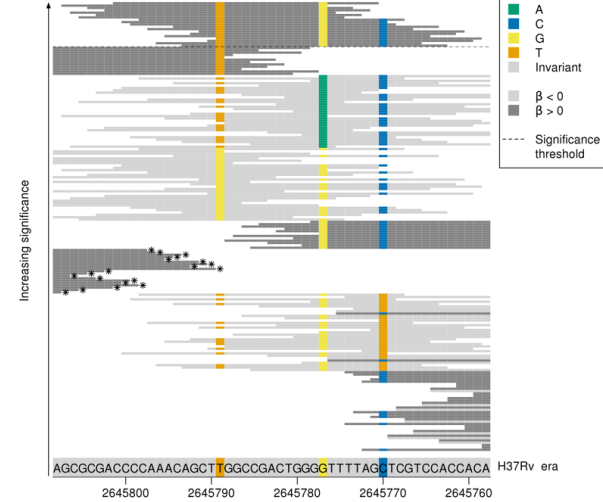 A
C
G
T
Invariant
β < 0
β > 0
Significance
threshold
Increasing significance
AGCGCGACCCCAAACAGCTTGGCCGACTGGGGTTTTAGCTCGTCCACCACA
H37Rv era
2645800
2645790
2645780
2645770
2645760